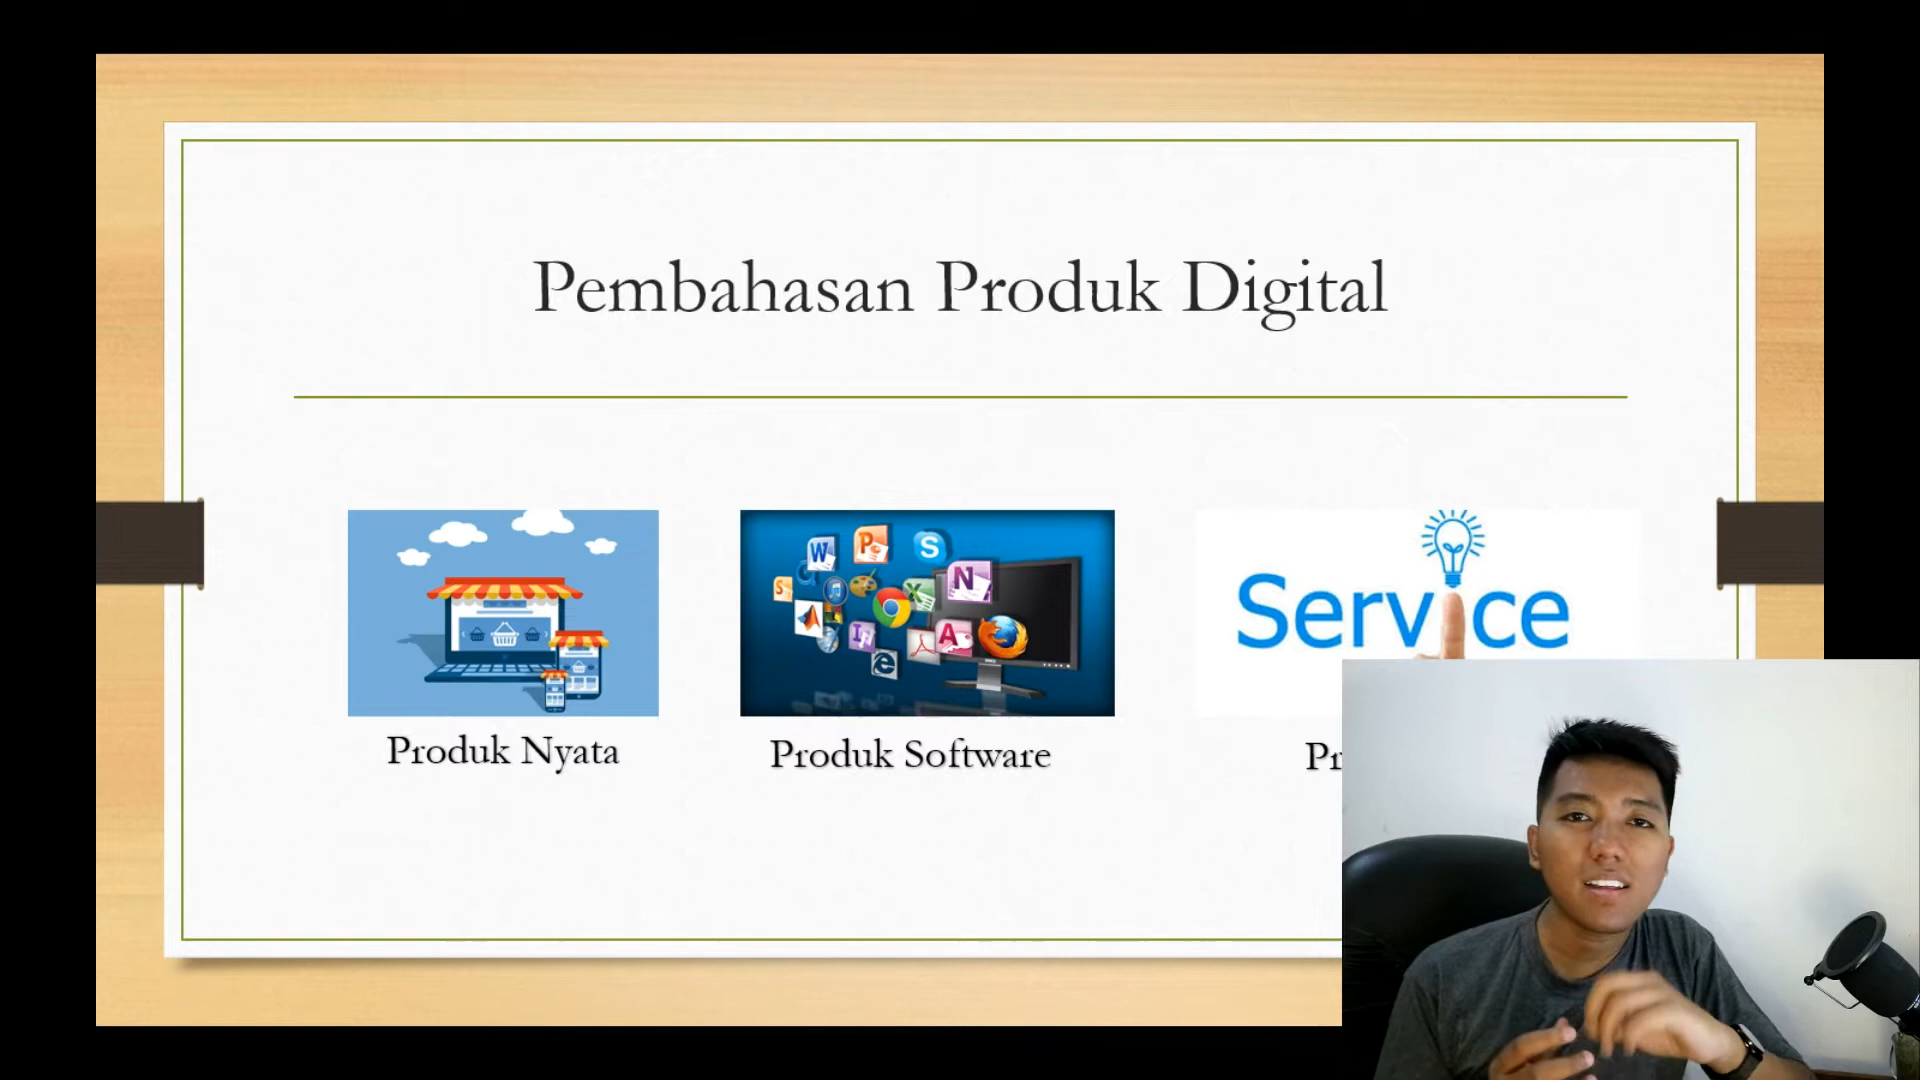 Pembahasan Produk Digital
Service
Produk Nyata
Produk Software